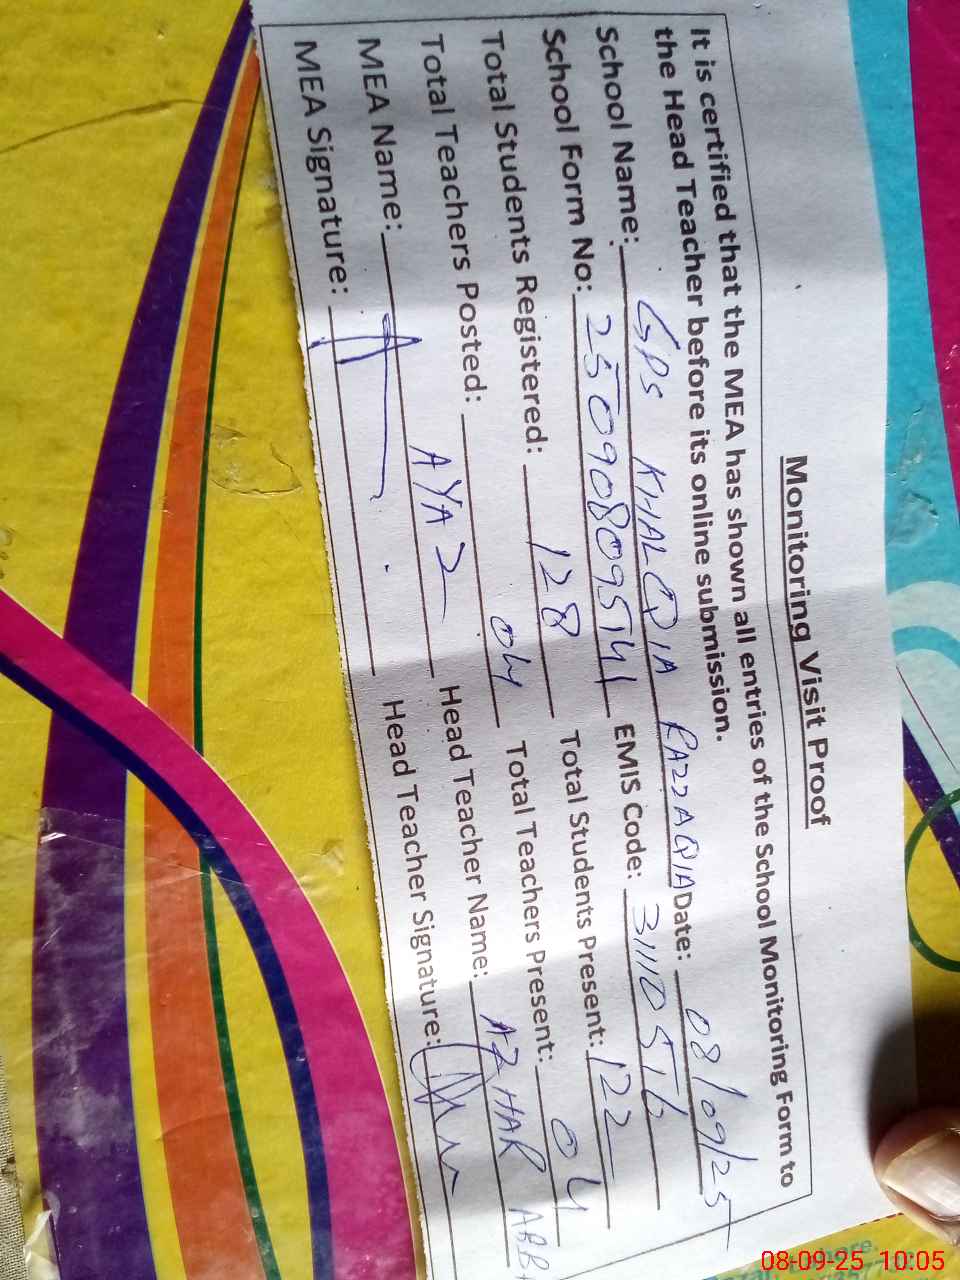 Monitoring Visit Proof
It is certified that the MEA has shown all entries of the School Monitoring Form to
the Head Teacher before its online submission.
School Name: GPS KHALQIA RAZZAQIA Date: 08/09/25
School Form No: 25090809541 EMIS Code: 31110516
Total Students Registered: 128 Total Students Present: 122
Total Teachers Posted: 04 Total Teachers Present: 04
MEA Name: AYAZ Head Teacher Name: AZHAR
MEA Signature: Head Teacher Signature:
08-09-25 10:05